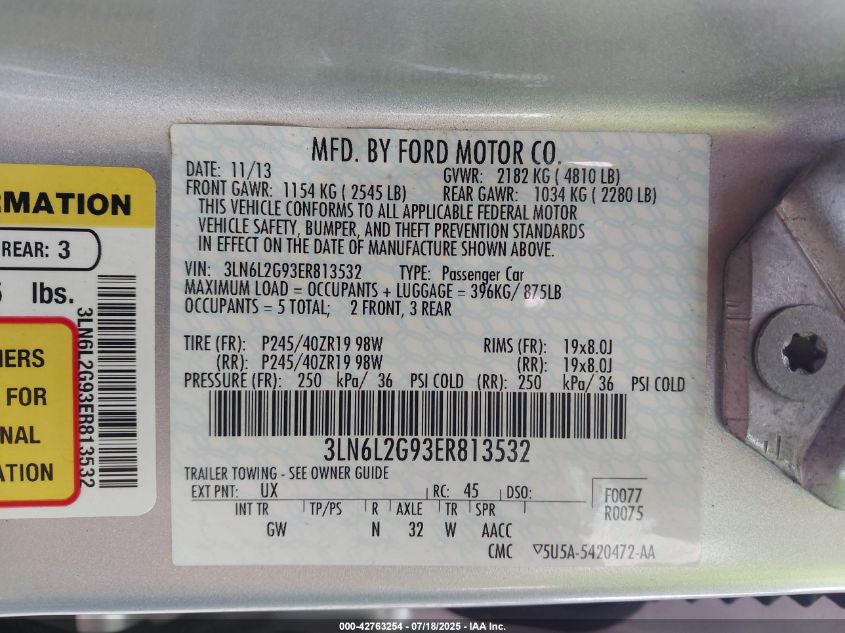 MFD. BY FORD MOTOR CO.
DATE: 11/13 GVWR: 2182 KG ( 4810 LB)
FRONT GAWR: 1154 KG ( 2545 LB) REAR GAWR: 1034 KG ( 2280 LB)
THIS VEHICLE CONFORMS TO ALL APPLICABLE FEDERAL MOTOR
VEHICLE SAFETY, BUMPER, AND THEFT PREVENTION STANDARDS
IN EFFECT ON THE DATE OF MANUFACTURE SHOWN ABOVE.
VIN: 3LN6L2G93ER813532 TYPE: Passenger Car
MAXIMUM LOAD = OCCUPANTS + LUGGAGE = 396KG/ 875LB
OCCUPANTS = 5 TOTAL; 2 FRONT, 3 REAR
TIRE (FR): P245/40ZR19 98W RIMS (FR): 19x8.0J
(RR): P245/40ZR19 98W (RR): 19x8.0J
PRESSURE (FR): 250 kPa/ 36 PSI COLD (RR): 250 kPa/ 36 PSI COLD
3LN6L2G93ER813532
TRAILER TOWING - SEE OWNER GUIDE
EXT PNT: UX RC: 45 DSO: F0077
R0075
INT TR TP/PS R AXLE TR SPR
GW N 32 W AACC
CMC ▽5U5A-5420472-AA
RMATION
REAR: 3
lbs.
3LN6L2G93ER813532
NERS
FOR
NAL
ATION
000-42763254 / 07/18/2025 - IAA Inc.